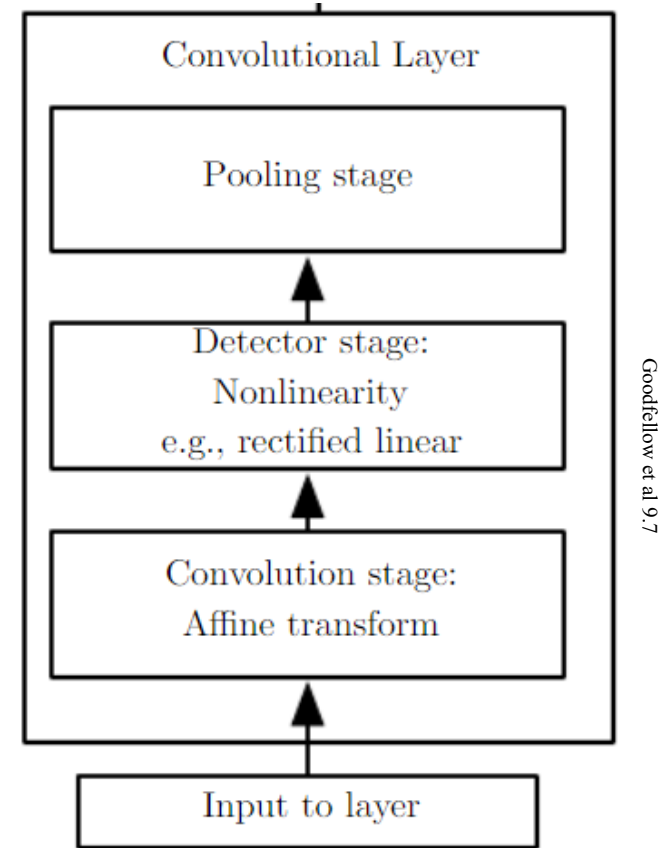 Convolutional Layer
Pooling stage
Detector stage:
Nonlinearity
e.g., rectified linear
Convolution stage:
Affine transform
Input to layer
Goodfellow et al 9.7